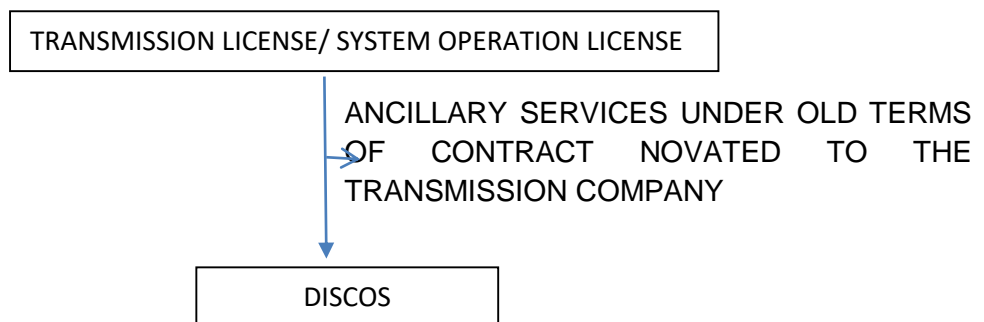 TRANSMISSION LICENSE/ SYSTEM OPERATION LICENSE
ANCILLARY SERVICES UNDER OLD TERMS
OF CONTRACT NOVATED TO THE
TRANSMISSION COMPANY
DISCOS